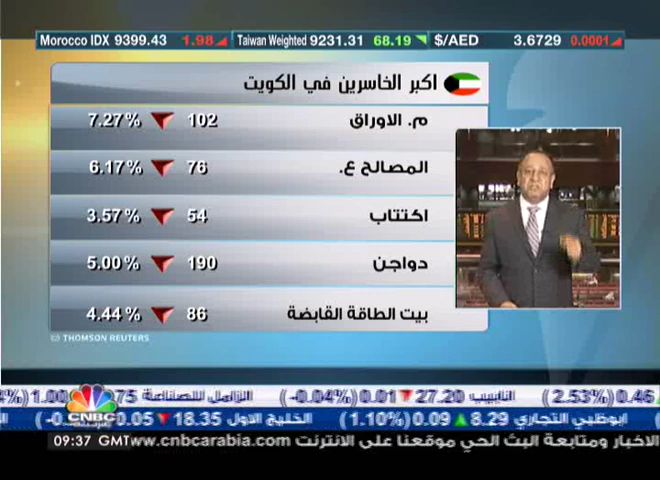 Morocco IDX 9399.43 1.98 Taiwan Weighted 9231.31 68.19 $/AED 3.6729 0.0001
اكبر الخاسرين في الكويت
م. الاوراق 102 7.27%
المصالح ع. 76 6.17%
اكتتاب 54 3.57%
دواجن 190 5.00%
بيت الطاقة القابضة 86 4.44%
THOMSON REUTERS
0.46 (2.53%) النايبيب 27.20 0.01 (-0.04%) الزامل للصناعة 75 1.00
ابوظبي التجاري 8.29 0.09 (1.10%) الخليج الاول 18.35 0.05
CNBC
الاخبار ومتابعة البث الحي موقعنا على الانترنت www.cnbcarabia.com
09:37 GMT